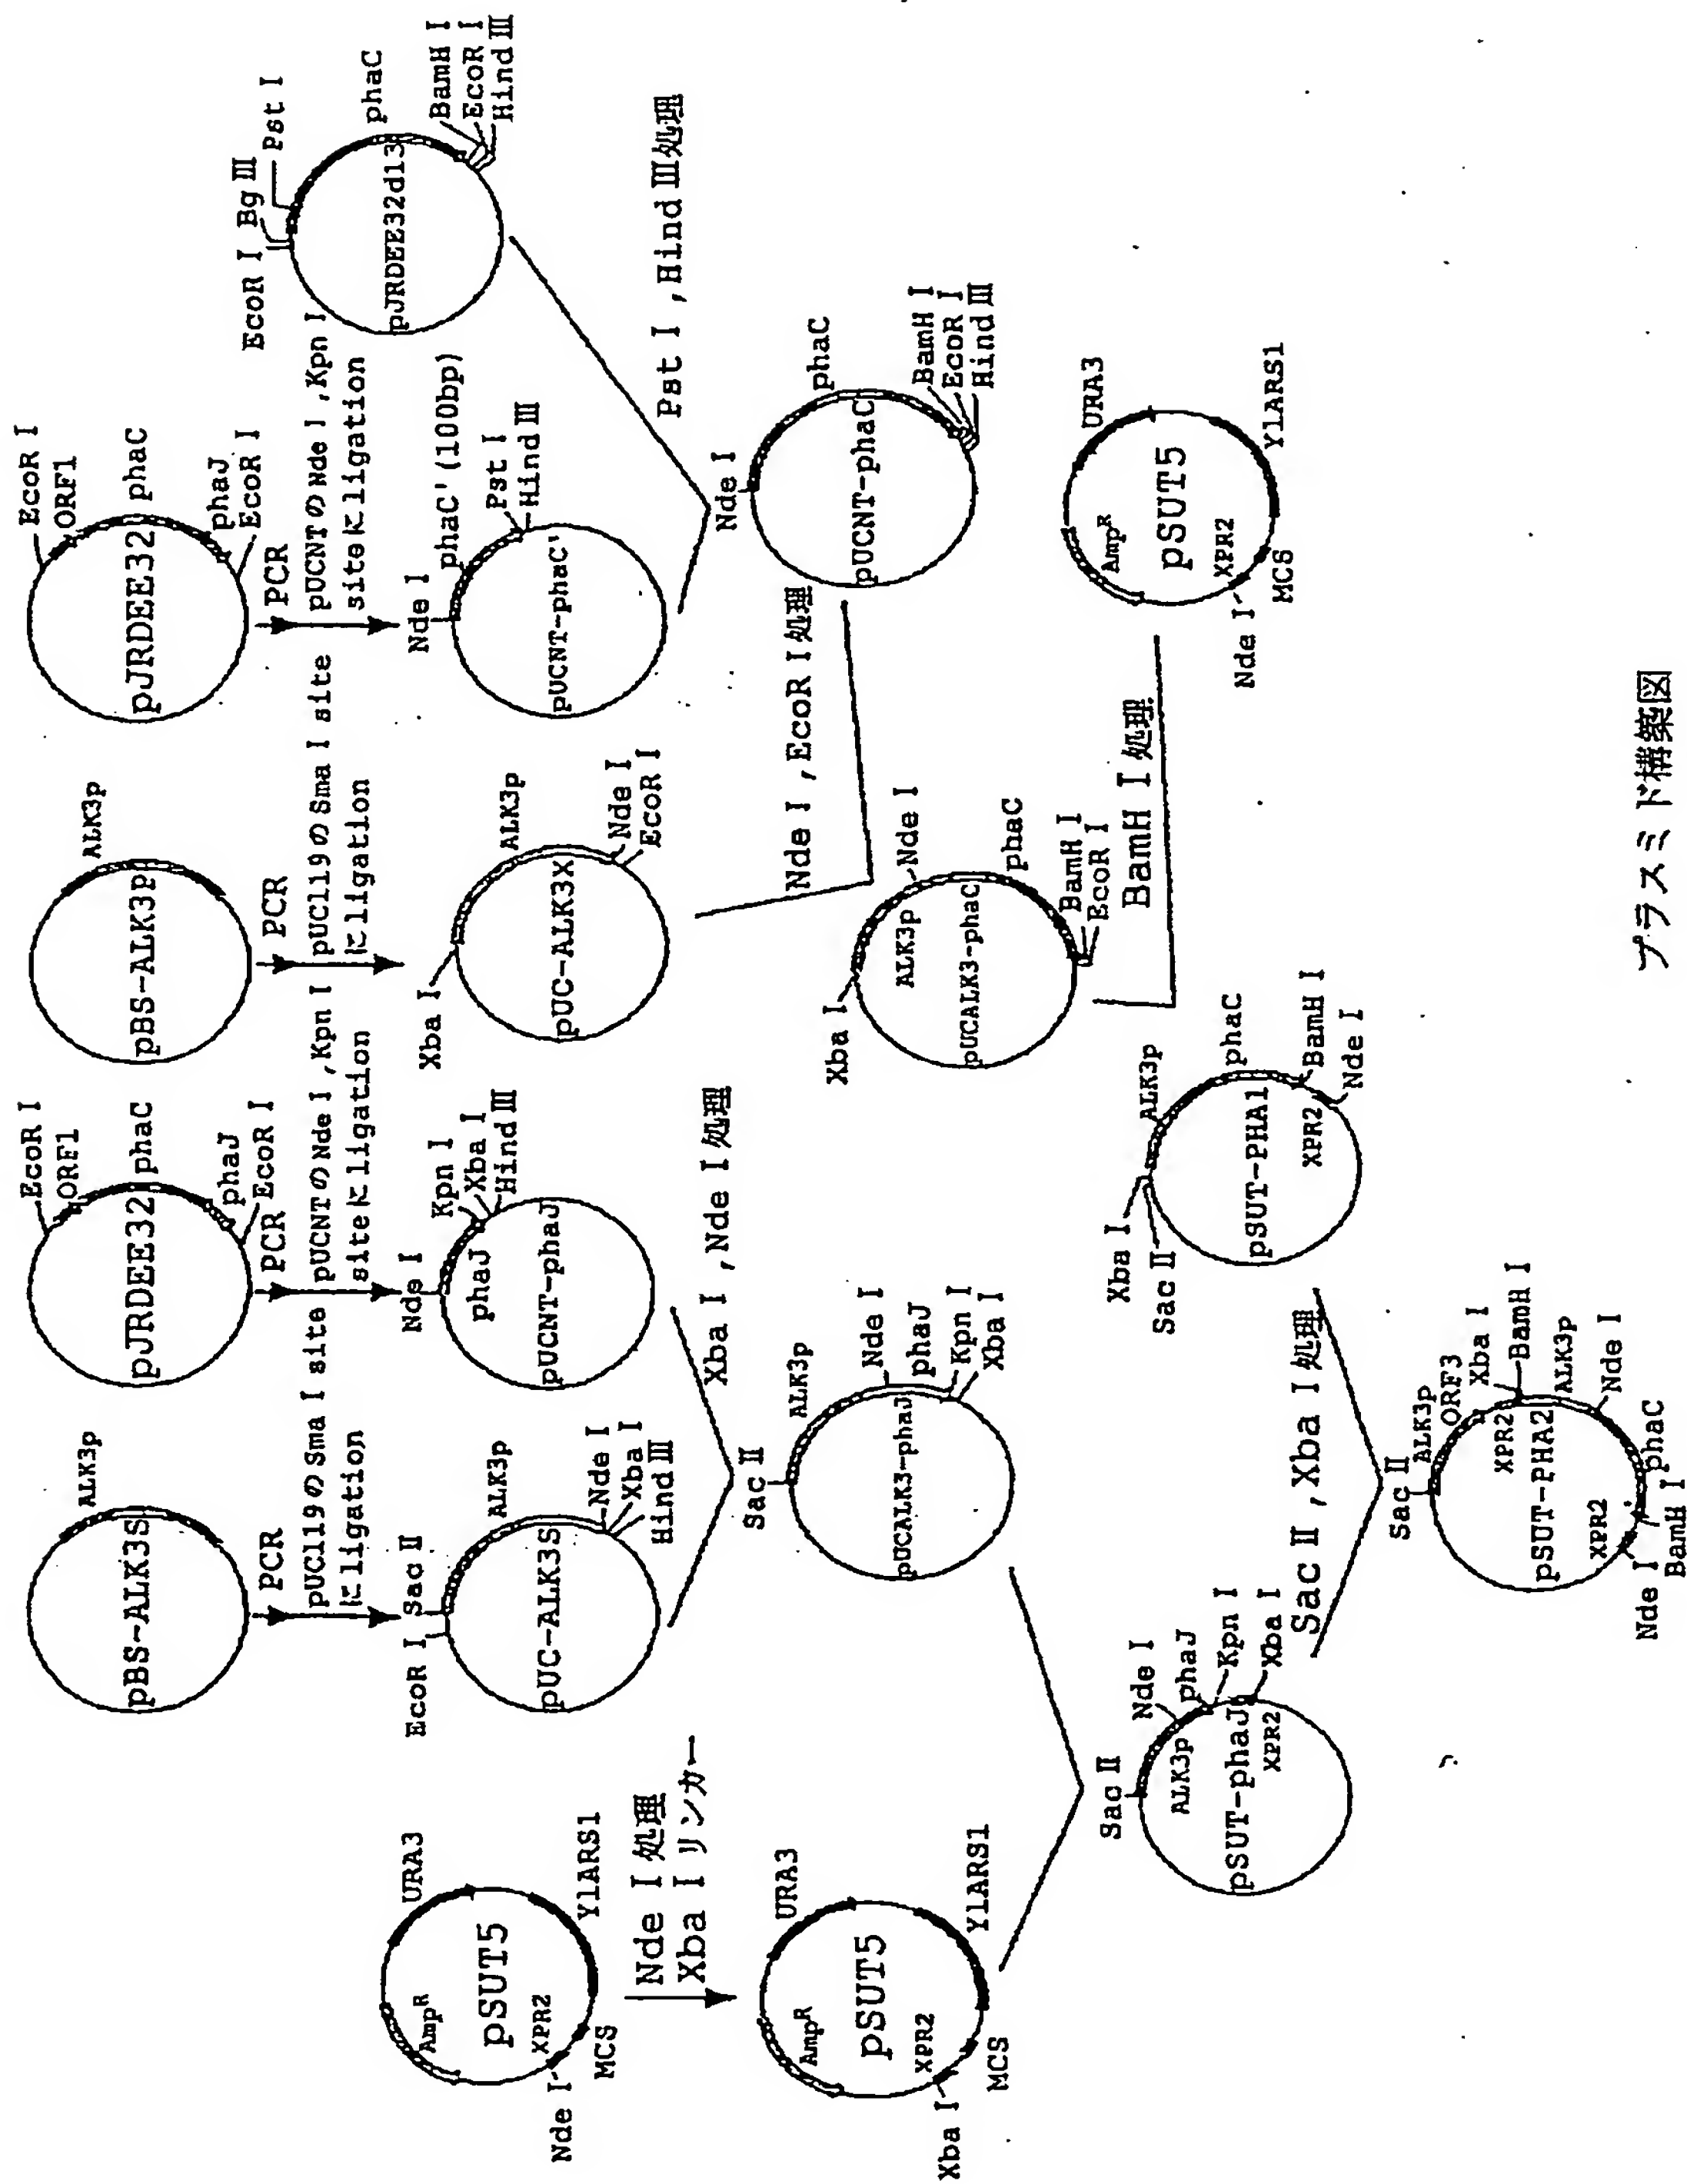 pBS-ALK3S
ALK3p
PCR
pUC119のSma I site
にligation
pJRDEE32
EcoR I
ORF1
phaC
phaJ
EcoR I
PCR
pUCNTのNde I ,Kpn I
siteにligation
pBS-ALK3P
ALK3p
PCR
pUC119のSma I site
にligation
pJRDEE32
EcoR I
ORF1
phaC
phaJ
EcoR I
PCR
pUCNTのNde I ,Kpn I
siteにligation
pJRDEE32d13
EcoR I
Bg Ⅲ
Pst I
phaC
BamH I
EcoR I
Hind Ⅲ
pSUT5
Amp R
URA3
YlARS1
MCS
XPR2
Nde I
Nde I 処理
Xba I リンカー
pUC-ALK3S
EcoR I
Sac Ⅱ
ALK3p
Nde I
Xba I
Hind Ⅲ
pUCNT-phaJ
Nde I
phaJ
Kpn I
Xba I
Hind Ⅲ
Xba I ,Nde I 処理
pUC-ALK3X
Xba I
ALK3p
Nde I
EcoR I
pUCNT-phaC'
Nde I
phaC'(100bp)
Pst I
Hind Ⅲ
Pst I ,Hind Ⅲ処理
pSUT5
Amp R
URA3
YlARS1
MCS
XPR2
Xba I
pUCALK3-phaJ
Sac Ⅱ
ALK3p
Nde I
phaJ
Kpn I
Xba I
Nde I ,EcoR I 処理
pUCNT-phaC
Nde I
phaC
BamH I
EcoR I
Hind Ⅲ
pUCALK3-phaC
Xba I
ALK3p
Nde I
phaC
BamH I
EcoR I
BamH I 処理
pSUT5
Amp R
URA3
YlARS1
MCS
XPR2
Nde I
pSUT-phaJ
Sac Ⅱ
ALK3p
Nde I
phaJ
Kpn I
Xba I
XPR2
pSUT-PHA1
Xba I
Sac Ⅱ
ALK3p
phaC
BamH I
Nde I
XPR2
Sac Ⅱ ,Xba I 処理
pSUT-PHA2
Sac Ⅱ
ALK3p
ORF3
Xba I
XPR2
BamH I
ALK3p
Nde I
phaC
BamH I
Nde I
XPR2
プラスミド構築図